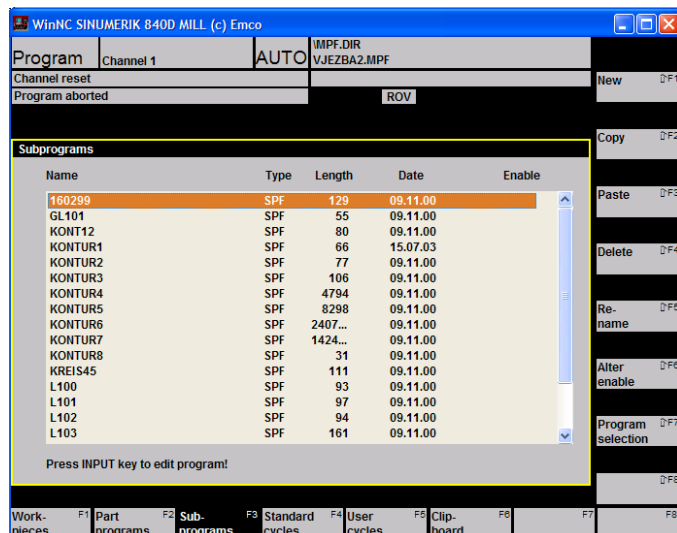 WinNC SINUMERIK 840D MILL (c) Emco
Program Channel 1 AUTO \MPF.DIR
VJEZBA2.MPF
Channel reset
Program aborted ROV
Subprograms
Name Type Length Date Enable
160299 SPF 129 09.11.00
GL101 SPF 55 09.11.00
KONT12 SPF 80 09.11.00
KONTUR1 SPF 66 15.07.03
KONTUR2 SPF 77 09.11.00
KONTUR3 SPF 106 09.11.00
KONTUR4 SPF 4794 09.11.00
KONTUR5 SPF 8298 09.11.00
KONTUR6 SPF 2407... 09.11.00
KONTUR7 SPF 1424... 09.11.00
KONTUR8 SPF 31 09.11.00
KREIS45 SPF 111 09.11.00
L100 SPF 93 09.11.00
L101 SPF 97 09.11.00
L102 SPF 94 09.11.00
L103 SPF 161 09.11.00
Press INPUT key to edit program!
New F1
Copy F2
Paste F3
Delete F4
Re- F5
name
Alter F6
enable
Program F7
selection
F8
Work- F1 Part F2 Sub- F3 Standard F4 User F5 Clip- F6 F7 F8
pieces programs programs cycles cycles board